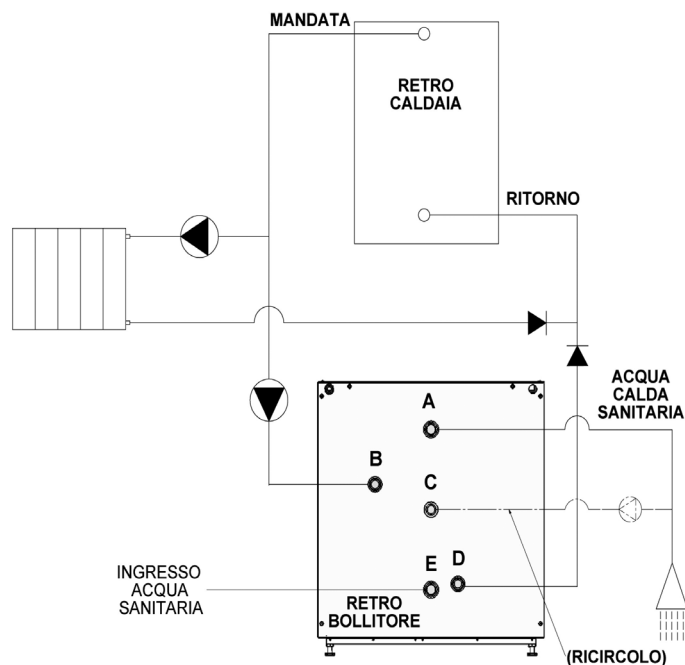 MANDATA
RETRO
CALDAIA
RITORNO
ACQUA
CALDA
SANITARIA
A
B
C
E
D
INGRESSO
ACQUA
SANITARIA
RETRO
BOLLITORE
(RICIRCOLO)